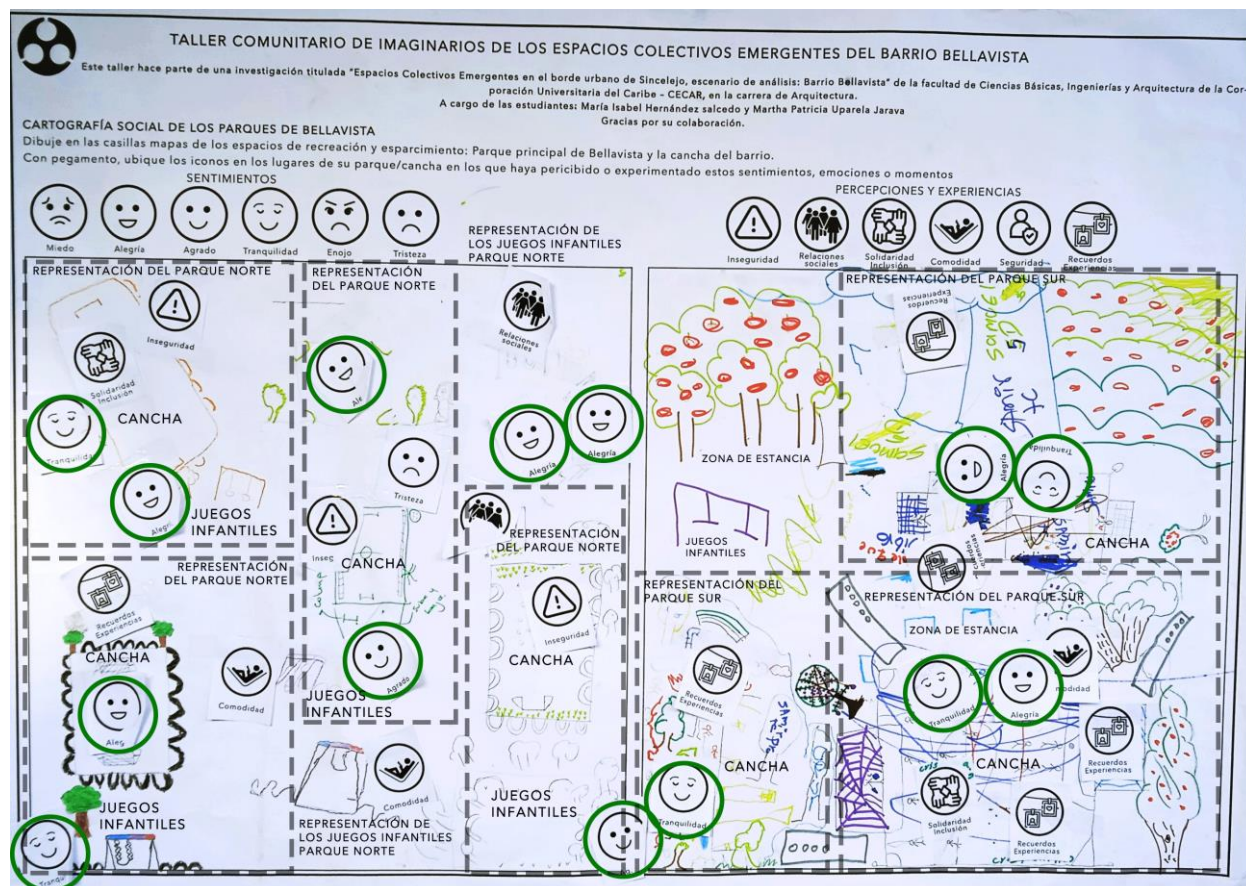 TALLER COMUNITARIO DE IMAGINARIOS DE LOS ESPACIOS COLECTIVOS EMERGENTES DEL BARRIO BELLAVISTA
Este taller hace parte de una investigación titulada "Espacios Colectivos Emergentes en el borde urbano de Sincelejo, escenario de análisis: Barrio Bellavista" de la facultad de Ciencias Básicas, Ingenierías y Arquitectura de la Cor-
poración Universitaria del Caribe – CECAR, en la carrera de Arquitectura.
A cargo de las estudiantes: María Isabel Hernández salcedo y Martha Patricia Uparela Jarava
Gracias por su colaboración.
CARTOGRAFÍA SOCIAL DE LOS PARQUES DE BELLAVISTA
Dibuje en las casillas mapas de los espacios de recreación y esparcimiento: Parque principal de Bellavista y la cancha del barrio.
Con pegamento, ubique los iconos en los lugares de su parque/cancha en los que haya pericibido o experimentado estos sentimientos, emociones o momentos
SENTIMIENTOS
Miedo
Alegría
Agrado
Tranquilidad
Enojo
Tristeza
PERCEPCIONES Y EXPERIENCIAS
Inseguridad
Relaciones
sociales
Solidaridad
Inclusión
Comodidad
Seguridad
Recuerdos
Experiencias
REPRESENTACIÓN DEL PARQUE NORTE
Inseguridad
Solidaridad
Inclusión
CANCHA
Tranquilidad
Alegrí
JUEGOS
INFANTILES
REPRESENTACIÓN
DEL PARQUE NORTE
Ale
Tristeza
Inseg
CANCHA
Agrado
JUEGOS
INFANTILES
REPRESENTACIÓN DE
LOS JUEGOS INFANTILES
PARQUE NORTE
Relaciones
sociales
Alegría
Alegría
REPRESENTACIÓN
DEL PARQUE NORTE
Recuerdos
Experiencias
CANCHA
Aleg
Comodidad
JUEGOS
INFANTILES
Tranqui
Comodidad
REPRESENTACIÓN DE
LOS JUEGOS INFANTILES
PARQUE NORTE
REPRESENTACIÓN
DEL PARQUE NORTE
Inseguridad
CANCHA
JUEGOS
INFANTILES
ZONA DE ESTANCIA
JUEGOS
INFANTILES
REPRESENTACIÓN DEL PARQUE SUR
Recuerdos
Experiencias
Alegría
Tranquilidad
CANCHA
REPRESENTACIÓN DEL
PARQUE SUR
Recuerdos
Experiencias
CANCHA
Tranquilidad
REPRESENTACIÓN DEL PARQUE SUR
ZONA DE ESTANCIA
Tranquilidad
Alegría
modidad
Recuerdos
Experiencias
CANCHA
Solidaridad
Inclusión
Recuerdos
Experiencias